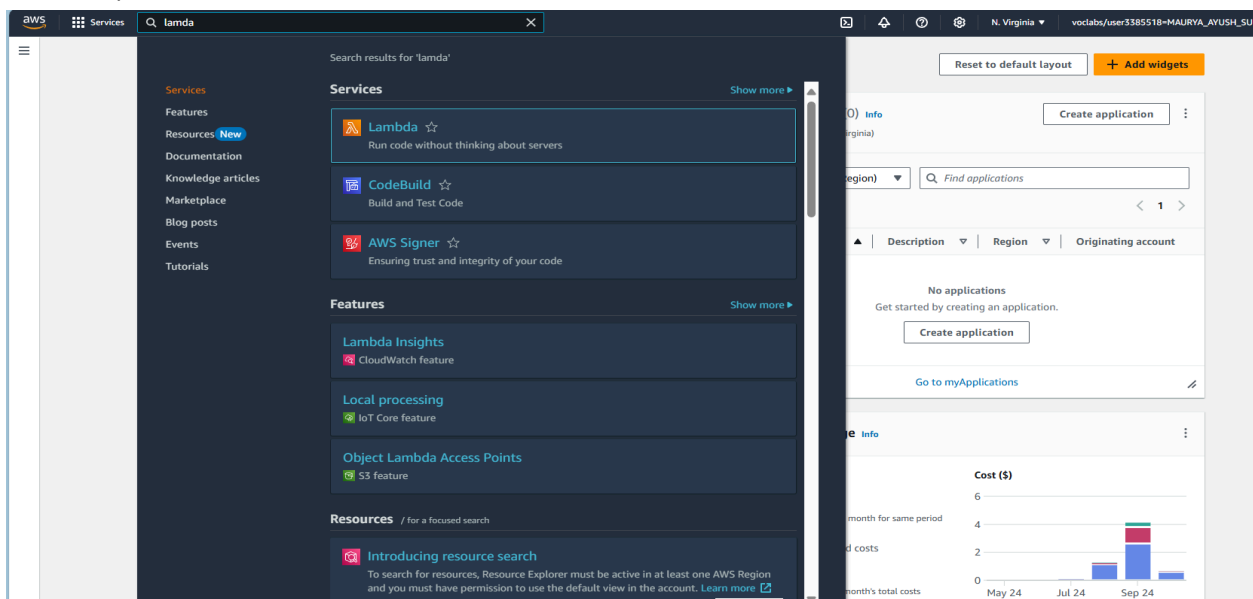 aws
Services
lamda
N. Virginia
voclabs/user3385518=MAURYA_AYUSH_SU
Search results for 'lamda'
Services
Features
Resources New
Documentation
Knowledge articles
Marketplace
Blog posts
Events
Tutorials
Services
Show more
Lambda
Run code without thinking about servers
CodeBuild
Build and Test Code
AWS Signer
Ensuring trust and integrity of your code
Features
Show more
Lambda Insights
CloudWatch feature
Local processing
IoT Core feature
Object Lambda Access Points
S3 feature
Resources / for a focused search
Introducing resource search
To search for resources, Resource Explorer must be active in at least one AWS Region
and you must have permission to use the default view in the account. Learn more
Reset to default layout
+ Add widgets
0) Info
Create application
irginia)
egion)
Find applications
1
Description
Region
Originating account
No applications
Get started by creating an application.
Create application
Go to myApplications
ge Info
Cost ($)
6
month for same period
4
d costs
2
0
month's total costs
May 24
Jul 24
Sep 24